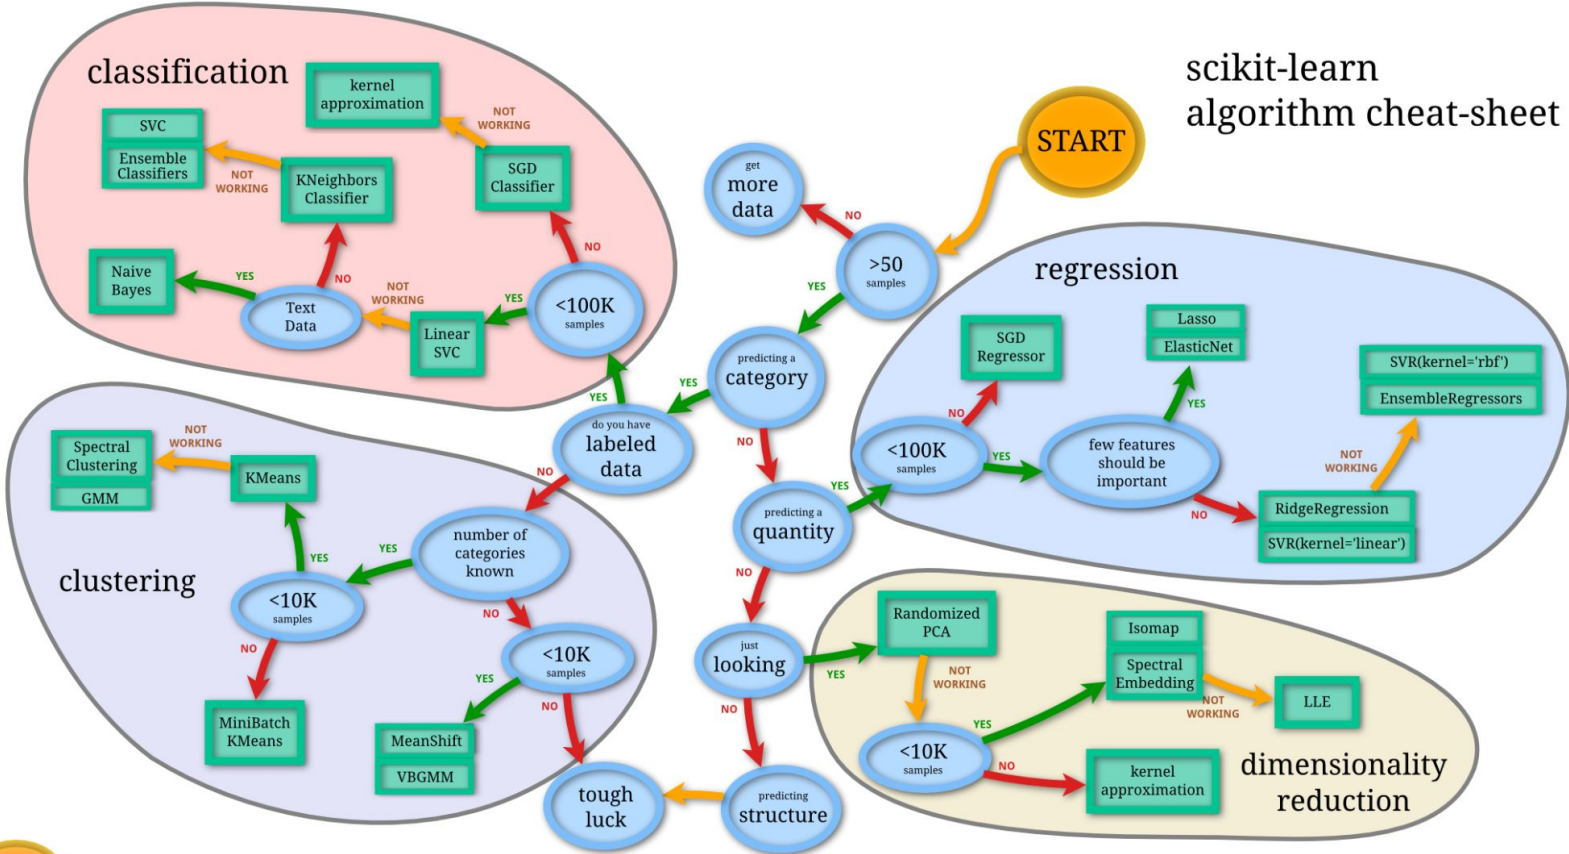 scikit-learn
algorithm cheat-sheet
START
>50
samples
NO
get
more
data
YES
predicting a
category
YES
do you have
labeled
data
YES
classification
<100K
samples
NO
SGD
Classifier
NOT
WORKING
kernel
approximation
YES
Linear
SVC
NOT
WORKING
Text
Data
YES
Naive
Bayes
NO
KNeighbors
Classifier
NOT
WORKING
SVC
Ensemble
Classifiers
NO
clustering
number of
categories
known
YES
<10K
samples
YES
KMeans
NOT
WORKING
Spectral
Clustering
GMM
NO
MiniBatch
KMeans
NO
<10K
samples
YES
MeanShift
VBGMM
NO
tough
luck
NO
predicting a
quantity
YES
regression
<100K
samples
NO
SGD
Regressor
YES
few features
should be
important
YES
Lasso
ElasticNet
NO
RidgeRegression
SVR(kernel='linear')
NOT
WORKING
SVR(kernel='rbf')
EnsembleRegressors
NO
just
looking
YES
dimensionality
reduction
Randomized
PCA
NOT
WORKING
<10K
samples
YES
Isomap
Spectral
Embedding
NOT
WORKING
LLE
NO
kernel
approximation
NO
predicting
structure